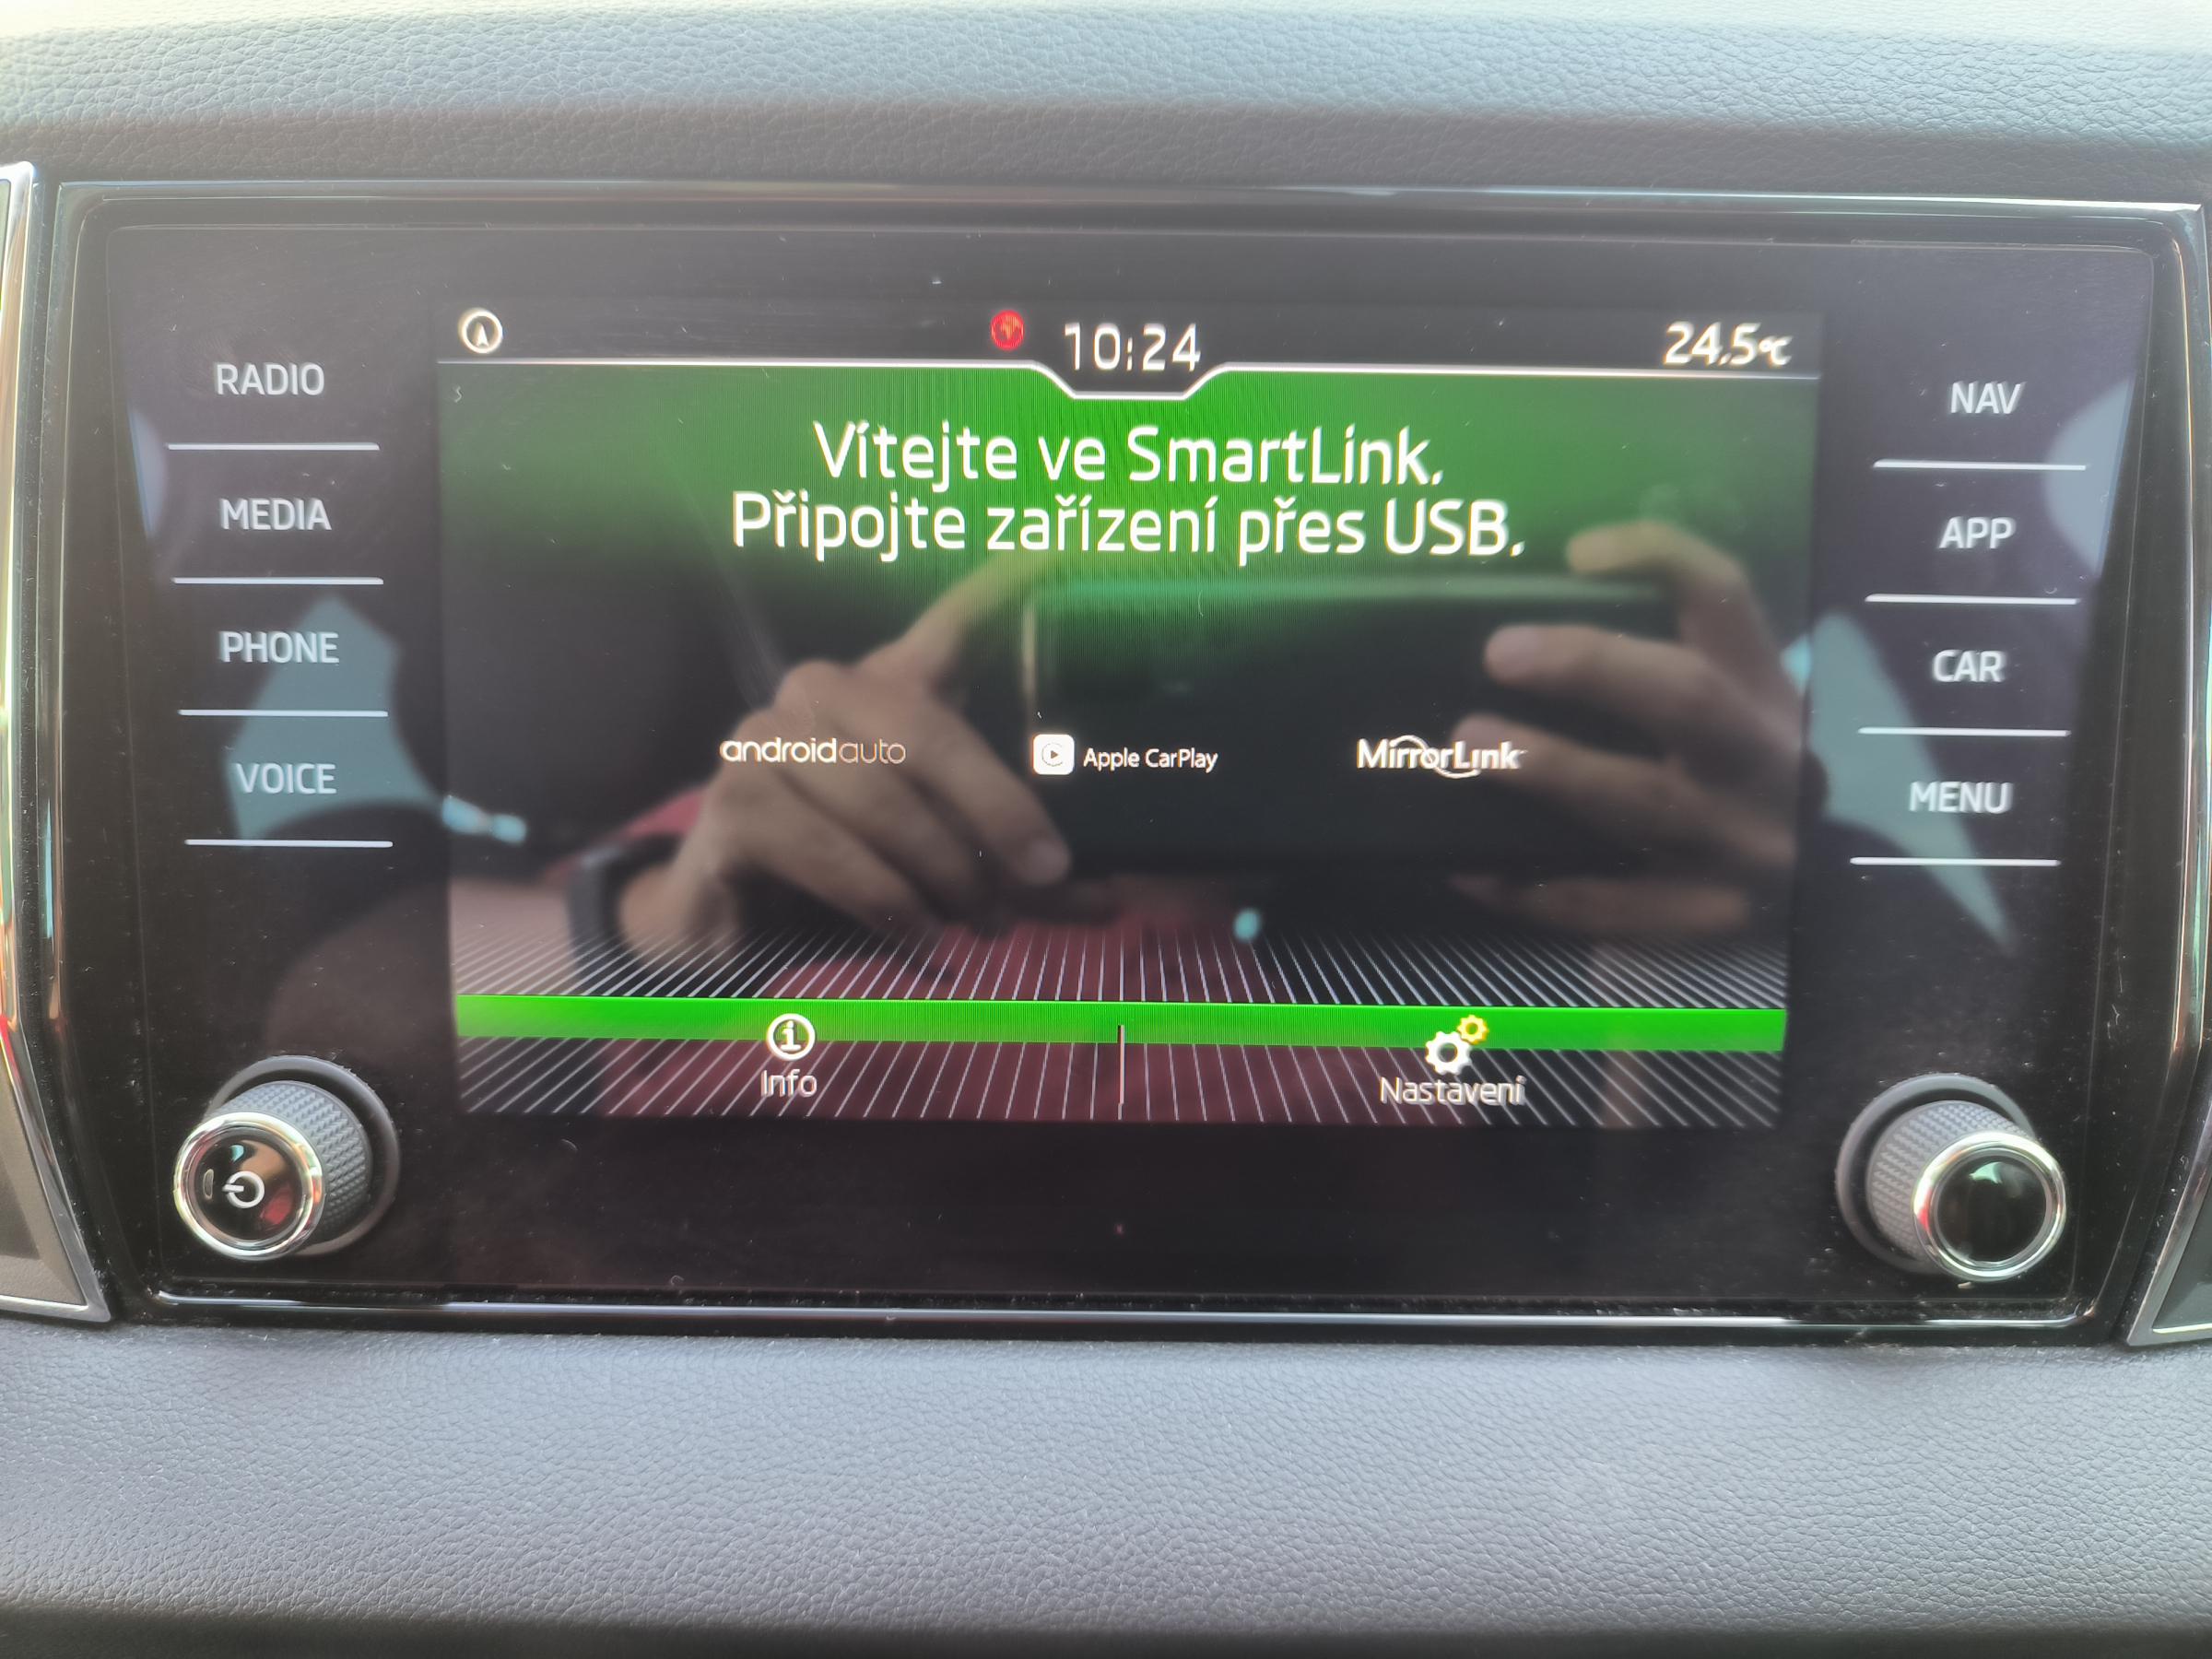 10:24
24.5°C
RADIO
MEDIA
PHONE
VOICE
Vítejte ve SmartLink.
Připojte zařízení přes USB.
androidauto
Apple CarPlay
MirrorLink
Info
Nastavení
NAV
APP
CAR
MENU